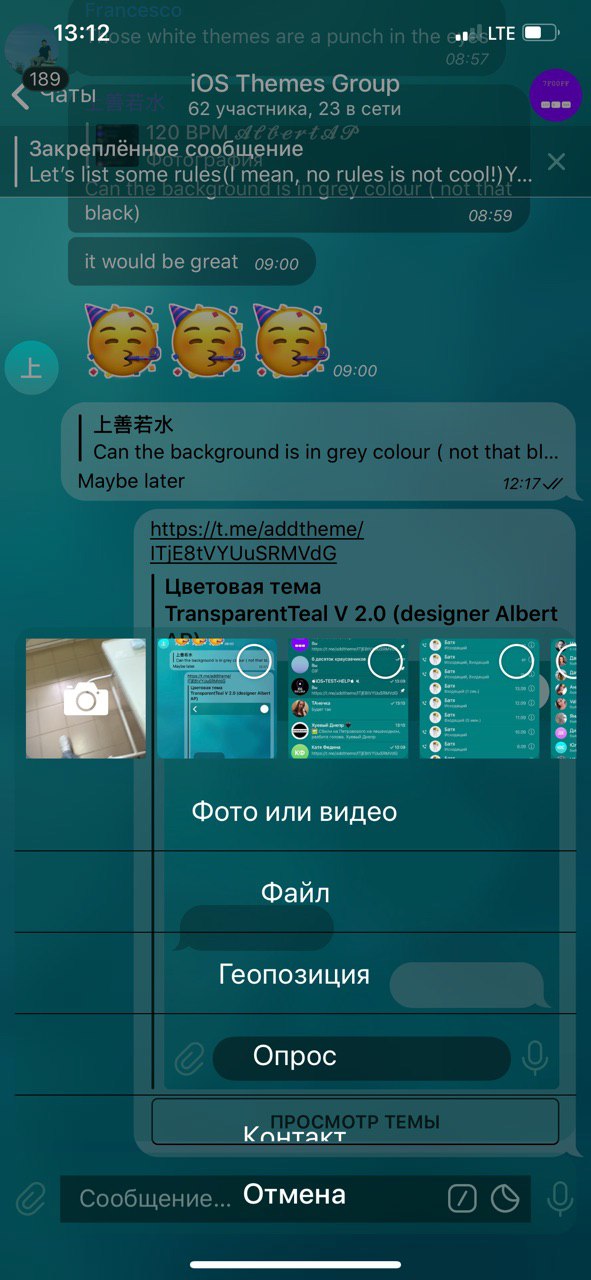 Francesco
13:12
LTE
those white themes are a punch in the eyes
08:57
189
Чаты
iOS Themes Group
62 участника, 23 в сети
上善若水
120 BPM 𝒜𝓁𝒷𝑒𝓇𝓉𝒜𝒫
Фотография
Закреплённое сообщение
Let's list some rules(I mean, no rules is not cool!)Y...
Can the background is in grey colour ( not that
black)
08:59
it would be great
09:00
上
09:00
上善若水
Can the background is in grey colour ( not that bl...
Maybe later
12:17
https://t.me/addtheme/
lTjE8tVYUuSRMVdG
Цветовая тема
TransparentTeal V 2.0 (designer Albert
AP)
Фото или видео
Файл
Геопозиция
Опрос
ПРОСМОТР ТЕМЫ
Контакт
Сообщение...
Отмена